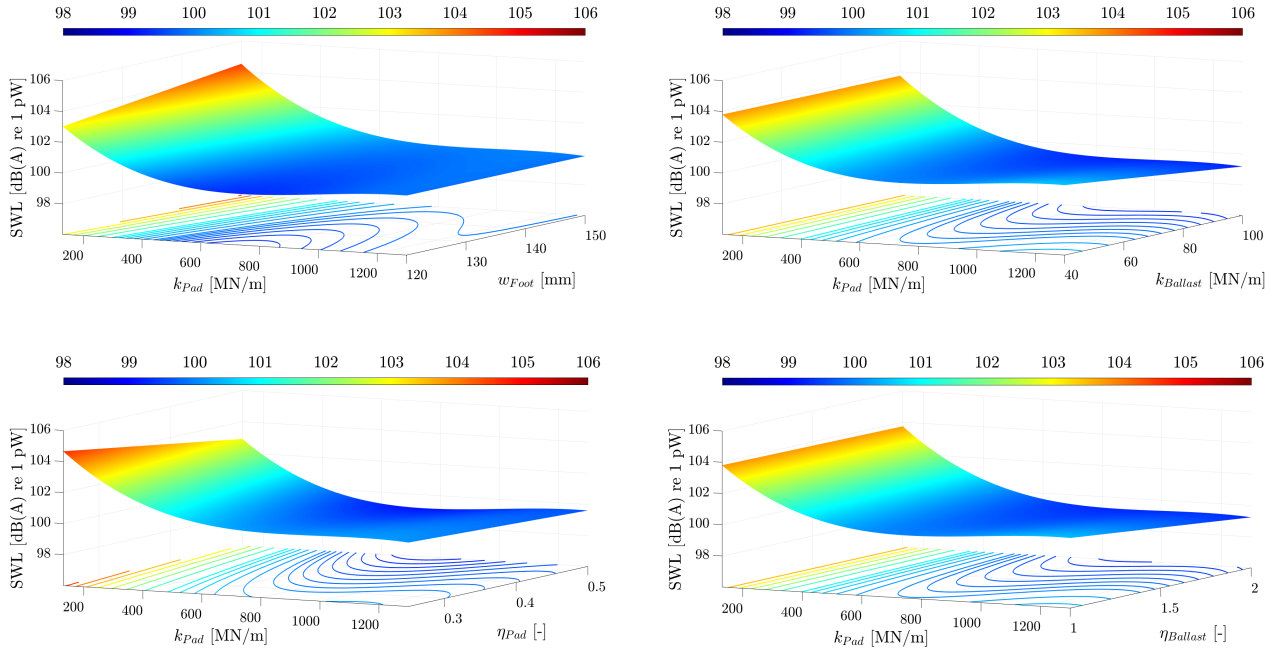 98 99 100 101 102 103 104 105 106
98 99 100 101 102 103 104 105 106
SWL [dB(A) re 1 pW]
106
104
102
100
98
200 400 600 800 1000 1200
k_Pad [MN/m]
120 130 140 150
w_Foot [mm]
SWL [dB(A) re 1 pW]
106
104
102
100
98
200 400 600 800 1000 1200
k_Pad [MN/m]
40 60 80 100
k_Ballast [MN/m]
98 99 100 101 102 103 104 105 106
98 99 100 101 102 103 104 105 106
SWL [dB(A) re 1 pW]
106
104
102
100
98
200 400 600 800 1000 1200
k_Pad [MN/m]
0.3 0.4 0.5
η_Pad [-]
SWL [dB(A) re 1 pW]
106
104
102
100
98
200 400 600 800 1000 1200
k_Pad [MN/m]
1 1.5 2
η_Ballast [-]